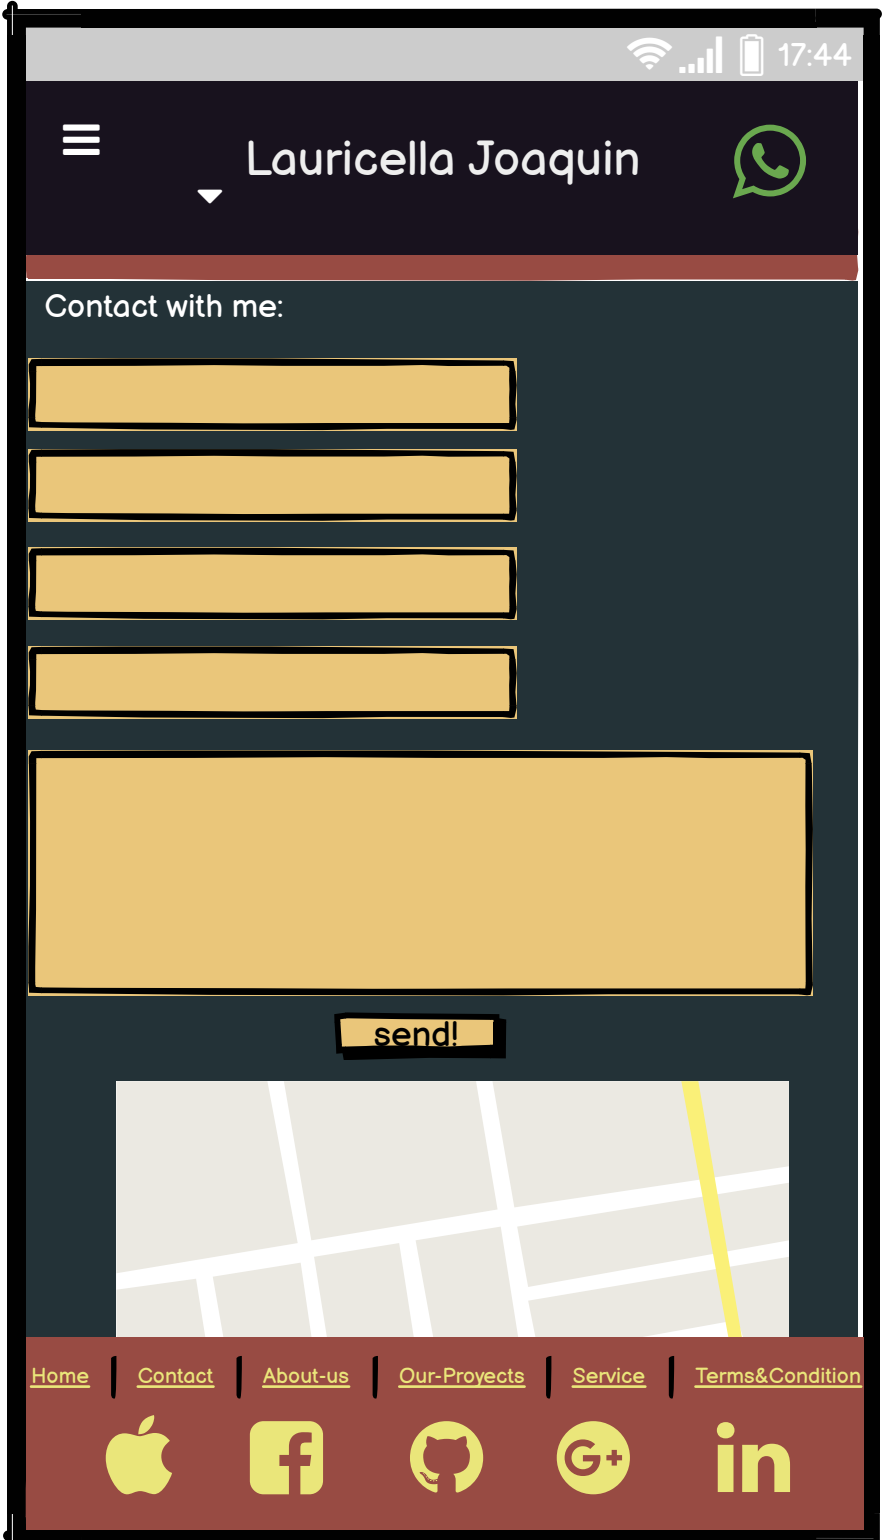 17:44
Lauricella Joaquin
Contact with me:
send!
Home Contact About-us Our-Proyects Service Terms&Condition